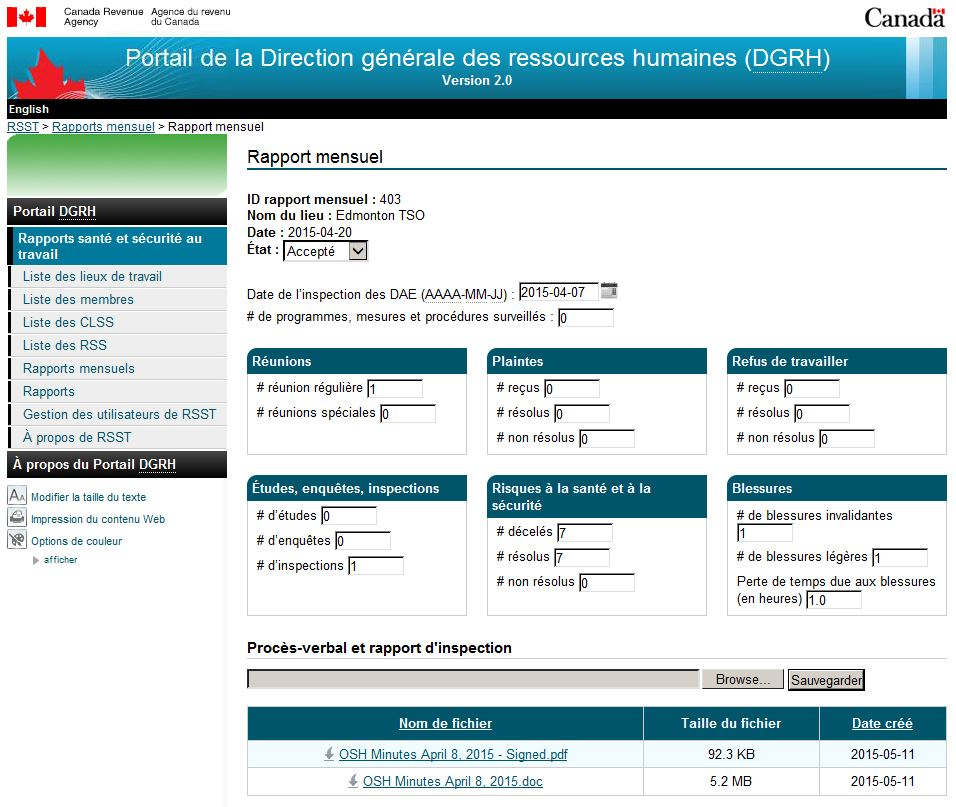 Canada Revenue Agency
Agence du revenu du Canada
Canada
Portail de la Direction générale des ressources humaines (DGRH)
Version 2.0
English
RSST > Rapports mensuel > Rapport mensuel
Portail DGRH
Rapports santé et sécurité au
travail
Liste des lieux de travail
Liste des membres
Liste des CLSS
Liste des RSS
Rapports mensuels
Rapports
Gestion des utilisateurs de RSST
À propos de RSST
À propos du Portail DGRH
AA Modifier la taille du texte
Impression du contenu Web
Options de couleur
afficher
Rapport mensuel
ID rapport mensuel : 403
Nom du lieu : Edmonton TSO
Date : 2015-04-20
État : Accepté
Date de l'inspection des DAE (AAAA-MM-JJ) : 2015-04-07
# de programmes, mesures et procédures surveillés : 0
Réunions
# réunion régulière 1
# réunions spéciales 0
Plaintes
# reçus 0
# résolus 0
# non résolus 0
Refus de travailler
# reçus 0
# résolus 0
# non résolus 0
Études, enquêtes, inspections
# d'études 0
# d'enquêtes 0
# d'inspections 1
Risques à la santé et à la
sécurité
# décelés 7
# résolus 7
# non résolus 0
Blessures
# de blessures invalidantes
1
# de blessures légères 1
Perte de temps due aux blessures
(en heures) 1.0
Procès-verbal et rapport d'inspection
Browse... Sauvegarder
Nom de fichier Taille du fichier Date créé
OSH Minutes April 8, 2015 - Signed.pdf 92.3 KB 2015-05-11
OSH Minutes April 8, 2015.doc 5.2 MB 2015-05-11